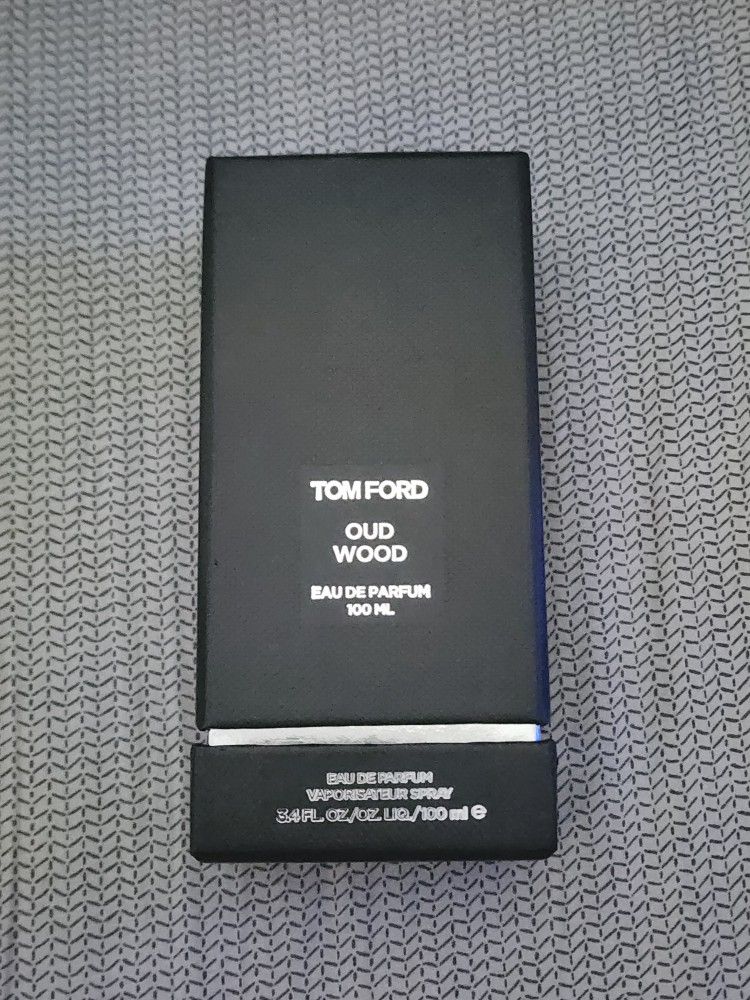 TOM FORD
OUD
WOOD
EAU DE PARFUM
100 ML
EAU DE PARFUM
VAPORISATEUR SPRAY
3.4 FL. OZ./OZ. LIQ./100 ml ℮